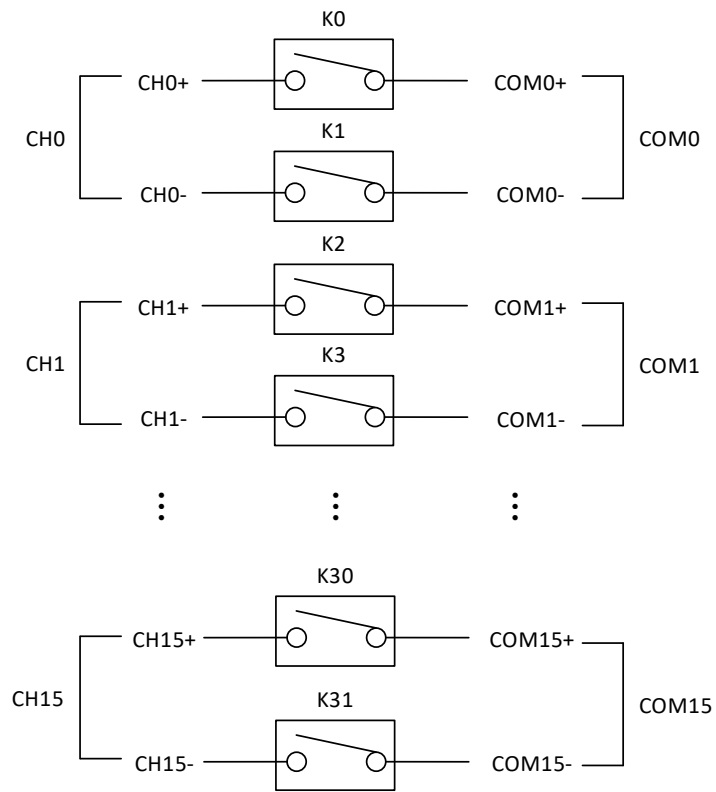 K0
CH0+ COM0+
CH0 COM0
K1
CH0- COM0-
K2
CH1+ COM1+
CH1 COM1
K3
CH1- COM1-
K30
CH15+ COM15+
CH15 COM15
K31
CH15- COM15-